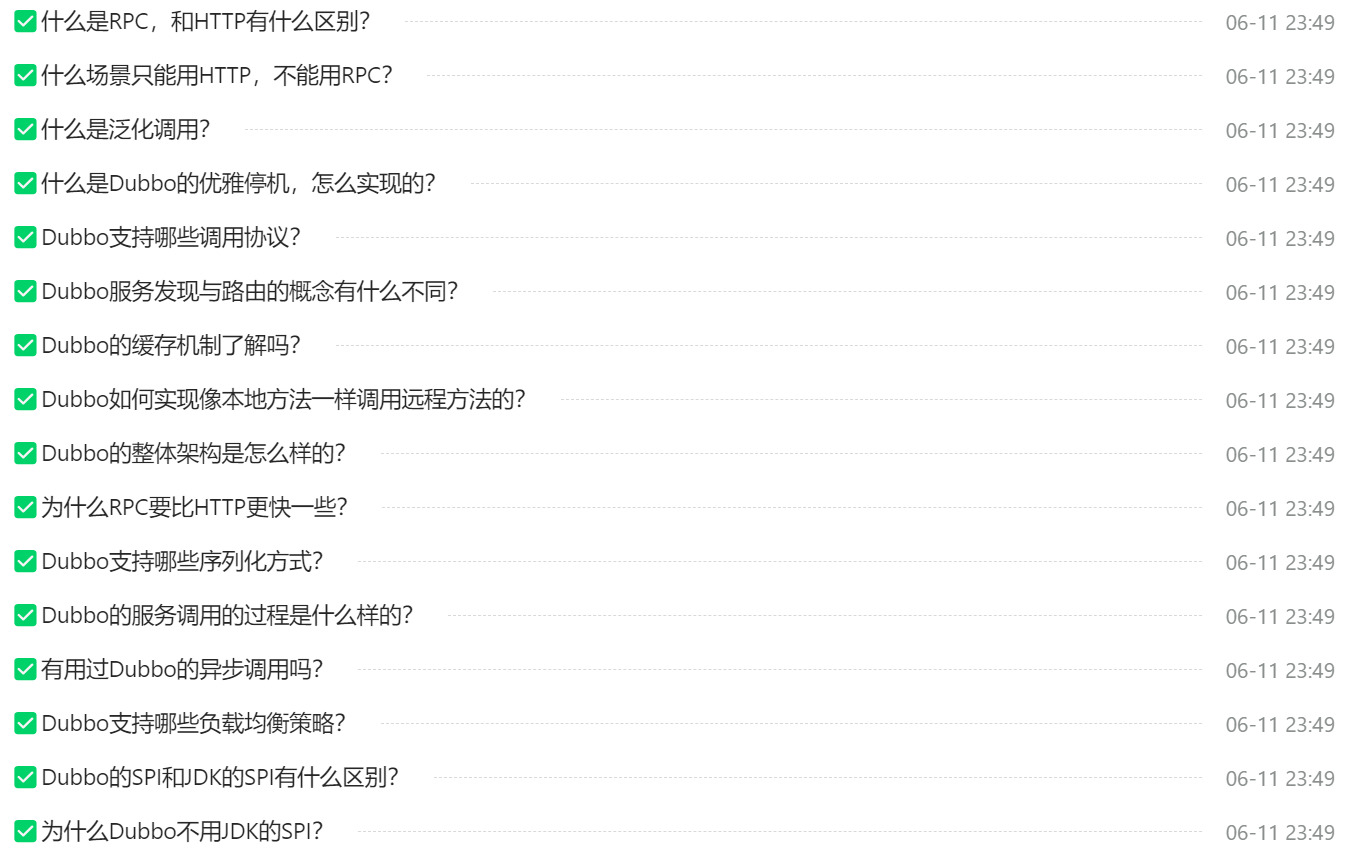 什么是RPC，和HTTP有什么区别？ 06-11 23:49
什么场景只能用HTTP，不能用RPC？ 06-11 23:49
什么是泛化调用？ 06-11 23:49
什么是Dubbo的优雅停机，怎么实现的？ 06-11 23:49
Dubbo支持哪些调用协议？ 06-11 23:49
Dubbo服务发现与路由的概念有什么不同？ 06-11 23:49
Dubbo的缓存机制了解吗？ 06-11 23:49
Dubbo如何实现像本地方法一样调用远程方法的？ 06-11 23:49
Dubbo的整体架构是怎么样的？ 06-11 23:49
为什么RPC要比HTTP更快一些？ 06-11 23:49
Dubbo支持哪些序列化方式？ 06-11 23:49
Dubbo的服务调用的过程是什么样的？ 06-11 23:49
有用过Dubbo的异步调用吗？ 06-11 23:49
Dubbo支持哪些负载均衡策略？ 06-11 23:49
Dubbo的SPI和JDK的SPI有什么区别？ 06-11 23:49
为什么Dubbo不用JDK的SPI？ 06-11 23:49